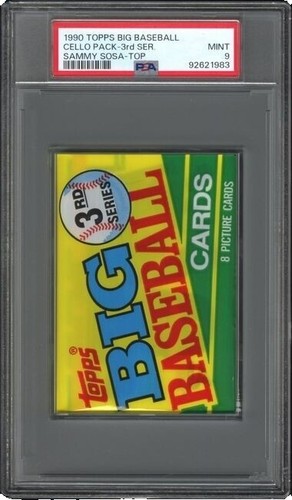 1990 TOPPS BIG BASEBALL
CELLO PACK-3rd SER.
SAMMY SOSA-TOP
MINT
9
PSA
92621983
3RD
SERIES
TOPPS®
BIG
BASEBALL
CARDS
8 PICTURE CARDS